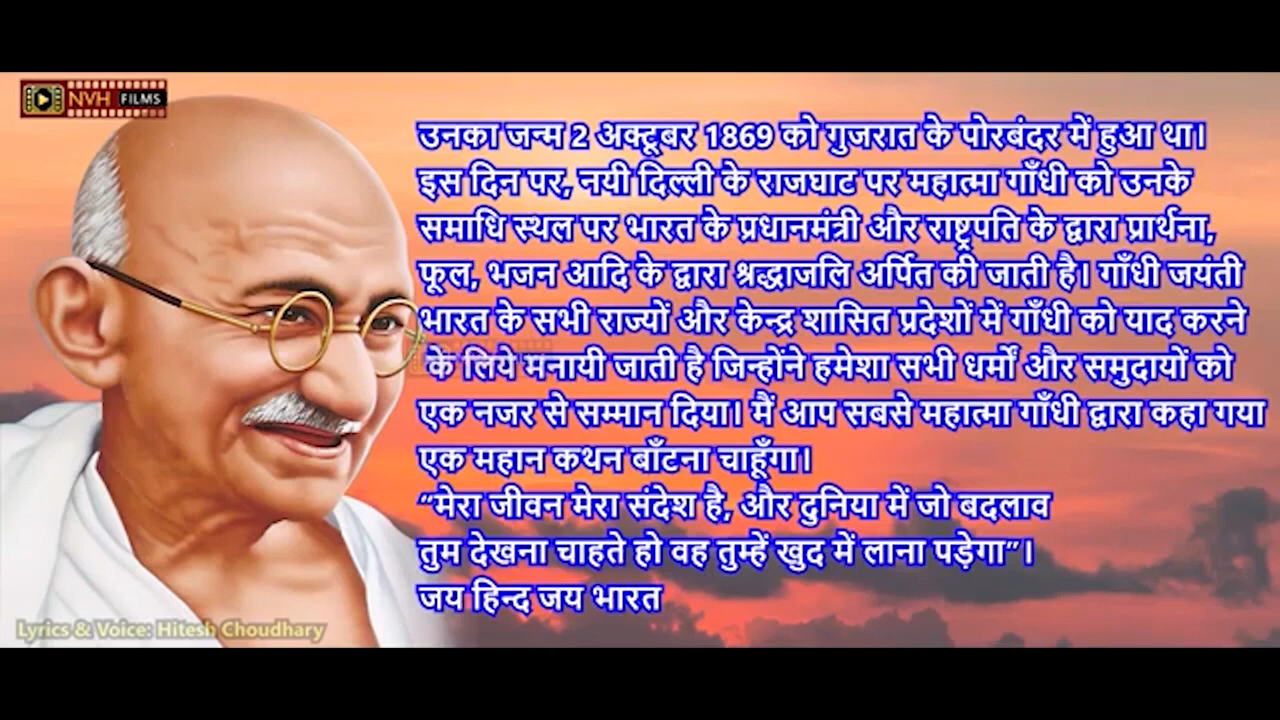 NVH FILMS
उनका जन्म 2 अक्टूबर 1869 को गुजरात के पोरबंदर में हुआ था।
इस दिन पर, नयी दिल्ली के राजघाट पर महात्मा गाँधी को उनके
समाधि स्थल पर भारत के प्रधानमंत्री और राष्ट्रपति के द्वारा प्रार्थना,
फूल, भजन आदि के द्वारा श्रद्धाजलि अर्पित की जाती है। गाँधी जयंती
भारत के सभी राज्यों और केन्द्र शासित प्रदेशों में गाँधी को याद करने
के लिये मनायी जाती है जिन्होंने हमेशा सभी धर्मों और समुदायों को
एक नजर से सम्मान दिया। मैं आप सबसे महात्मा गाँधी द्वारा कहा गया
एक महान कथन बाँटना चाहूँगा।
“मेरा जीवन मेरा संदेश है, और दुनिया में जो बदलाव
तुम देखना चाहते हो वह तुम्हें खुद में लाना पड़ेगा”।
जय हिन्द जय भारत
Lyrics & Voice: Hitesh Choudhary